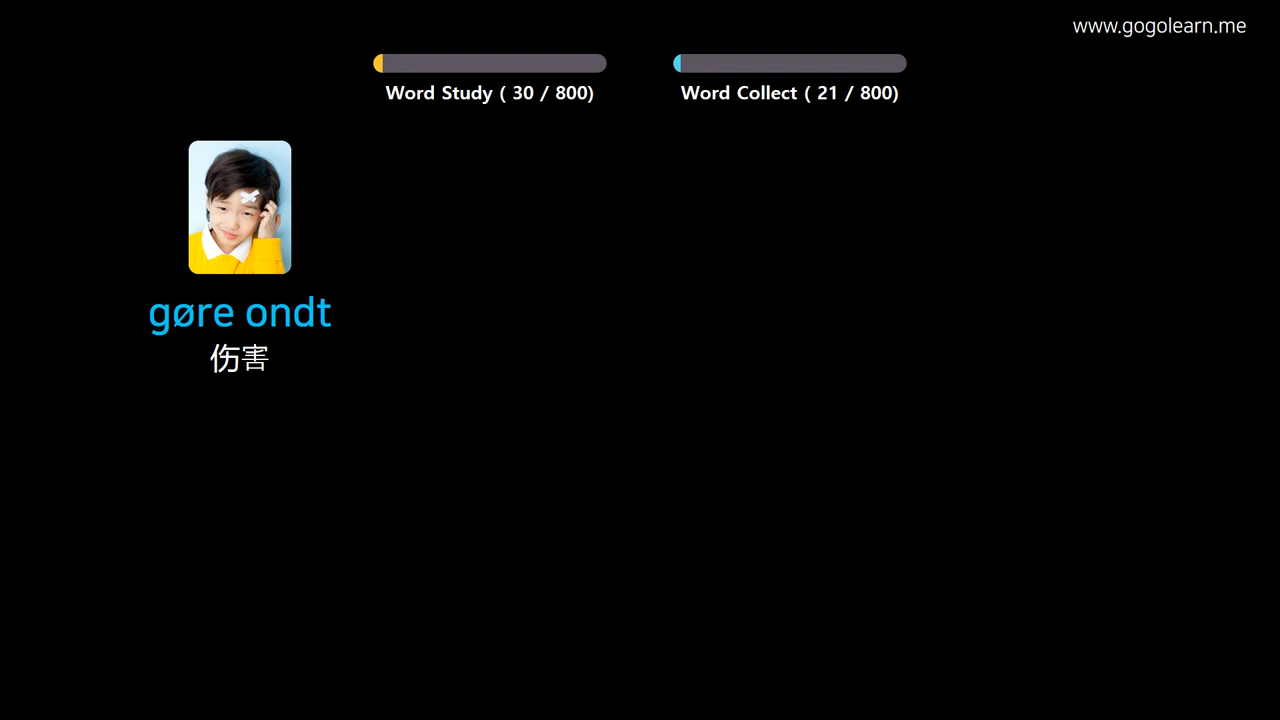 www.gogolearn.me
Word Study ( 30 / 800)
Word Collect ( 21 / 800)
gøre ondt
伤害